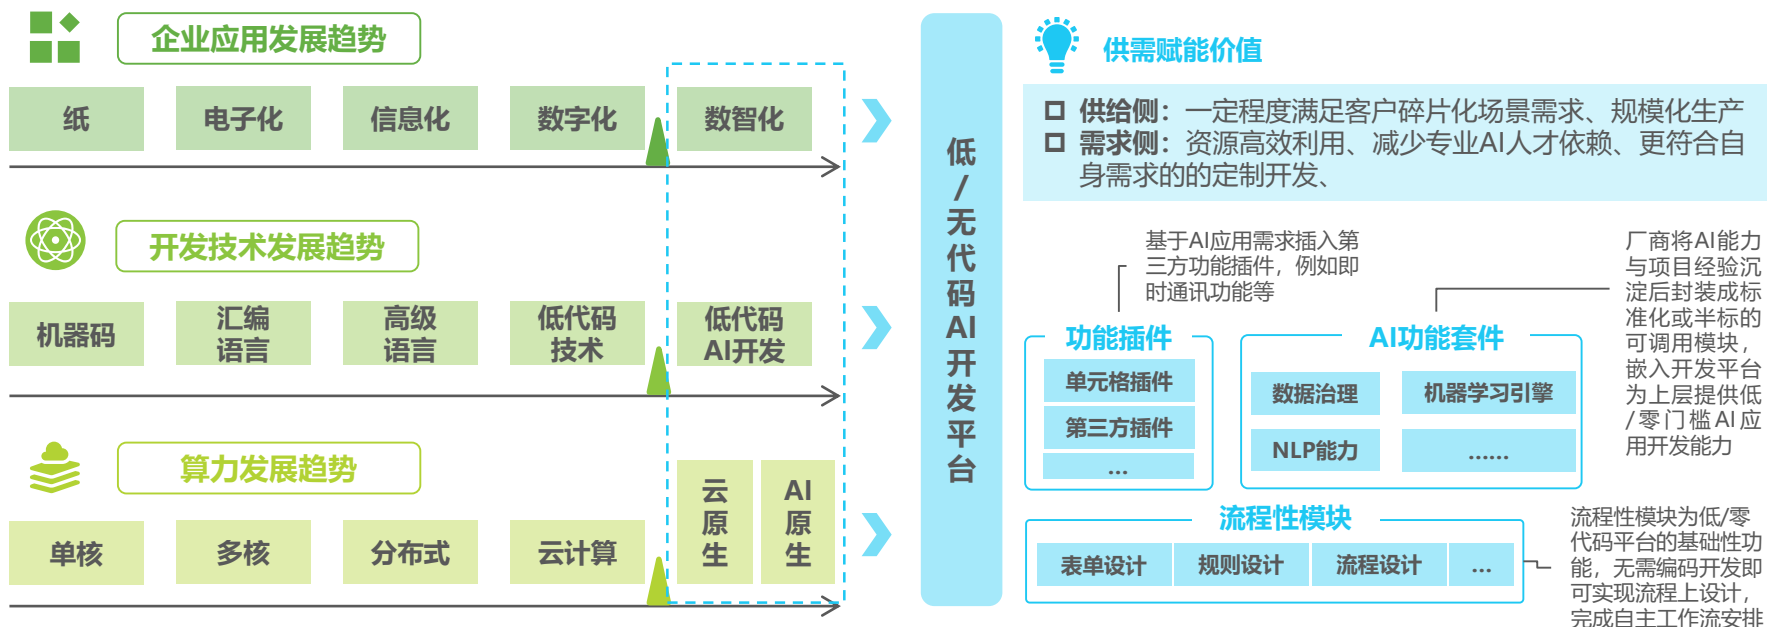 企业应用发展趋势
纸
电子化
信息化
数字化
数智化
开发技术发展趋势
机器码
汇编
语言
高级
语言
低代码
技术
低代码
AI开发
算力发展趋势
单核
多核
分布式
云计算
云
原
生
AI
原
生
低
/
无
代
码
AI
开
发
平
台
供需赋能价值
供给侧：一定程度满足客户碎片化场景需求、规模化生产
需求侧：资源高效利用、减少专业AI人才依赖、更符合自
身需求的的定制开发、
基于AI应用需求插入第
三方功能插件，例如即
时通讯功能等
厂商将AI能力
与项目经验沉
淀后封装成标
准化或半标的
可调用模块，
嵌入开发平台
为上层提供低
/零门槛AI应
用开发能力
功能插件
单元格插件
第三方插件
...
AI功能套件
数据治理
机器学习引擎
NLP能力
......
流程性模块
表单设计
规则设计
流程设计
...
流程性模块为低/零
代码平台的基础性功
能，无需编码开发即
可实现流程上设计，
完成自主工作流安排